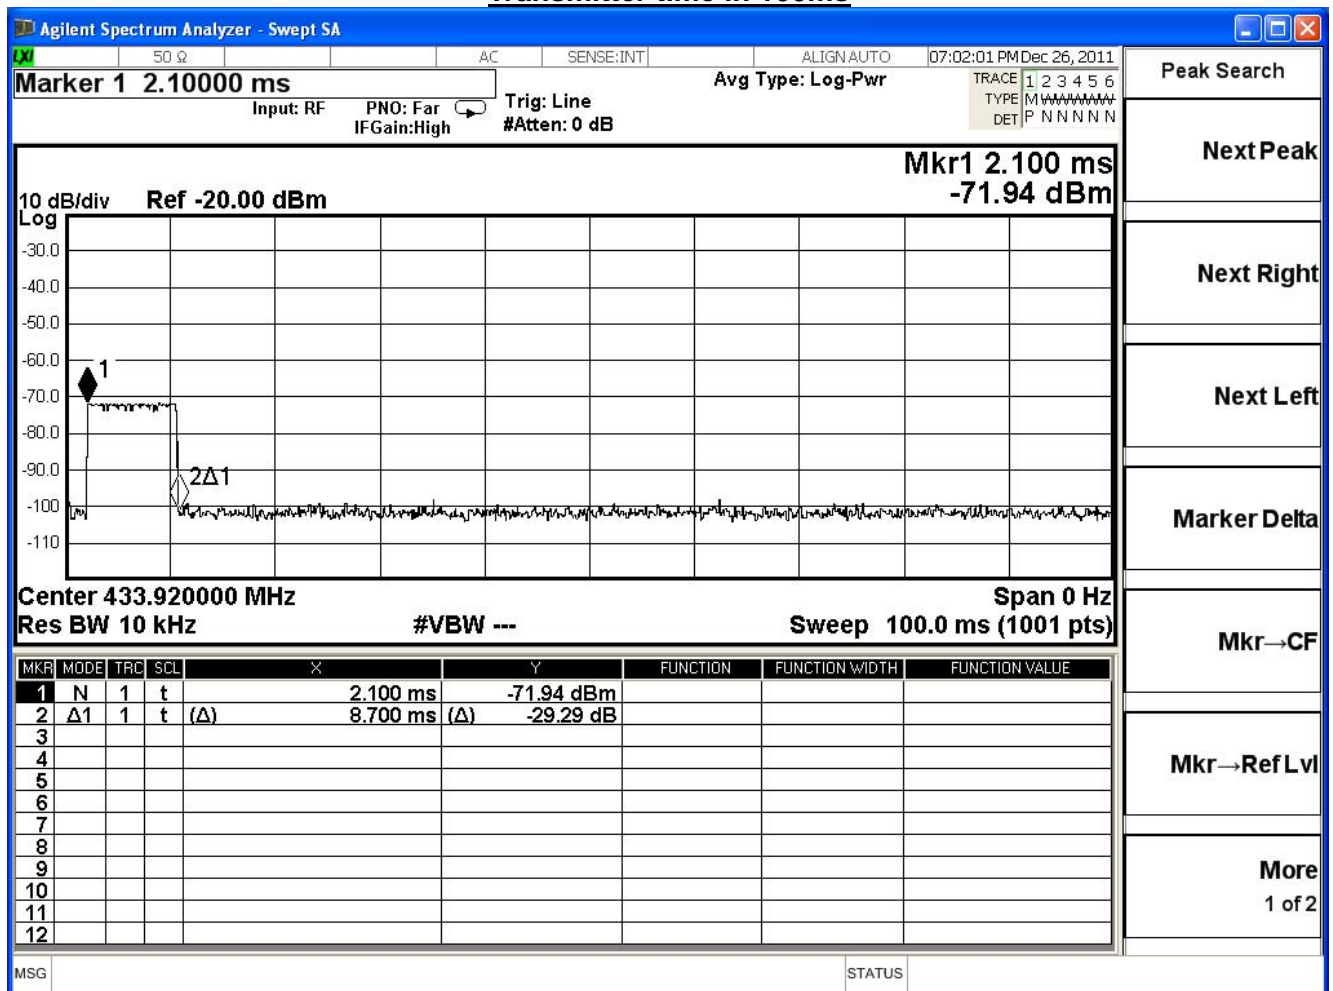 Transmitter time in 100ms
Agilent Spectrum Analyzer - Swept SA
LXI 50 Ω AC SENSE:INT ALIGN AUTO 07:02:01 PM Dec 26, 2011
Marker 1 2.10000 ms
Avg Type: Log-Pwr
TRACE 1 2 3 4 5 6
TYPE M WWWWW
DET P N N N N N
Input: RF PNO: Far Trig: Line
IFGain:High #Atten: 0 dB
Mkr1 2.100 ms
-71.94 dBm
10 dB/div Ref -20.00 dBm
Log
-30.0
-40.0
-50.0
-60.0
-70.0
-80.0
-90.0
-100
-110
1
2Δ1
Center 433.920000 MHz Span 0 Hz
Res BW 10 kHz #VBW --- Sweep 100.0 ms (1001 pts)
MKR MODE TRC SCL X Y FUNCTION FUNCTION WIDTH FUNCTION VALUE
1 N 1 t 2.100 ms -71.94 dBm
2 Δ1 1 t (Δ) 8.700 ms (Δ) -29.29 dB
3
4
5
6
7
8
9
10
11
12
MSG STATUS
Peak Search
Next Peak
Next Right
Next Left
Marker Delta
Mkr→CF
Mkr→Ref Lvl
More
1 of 2